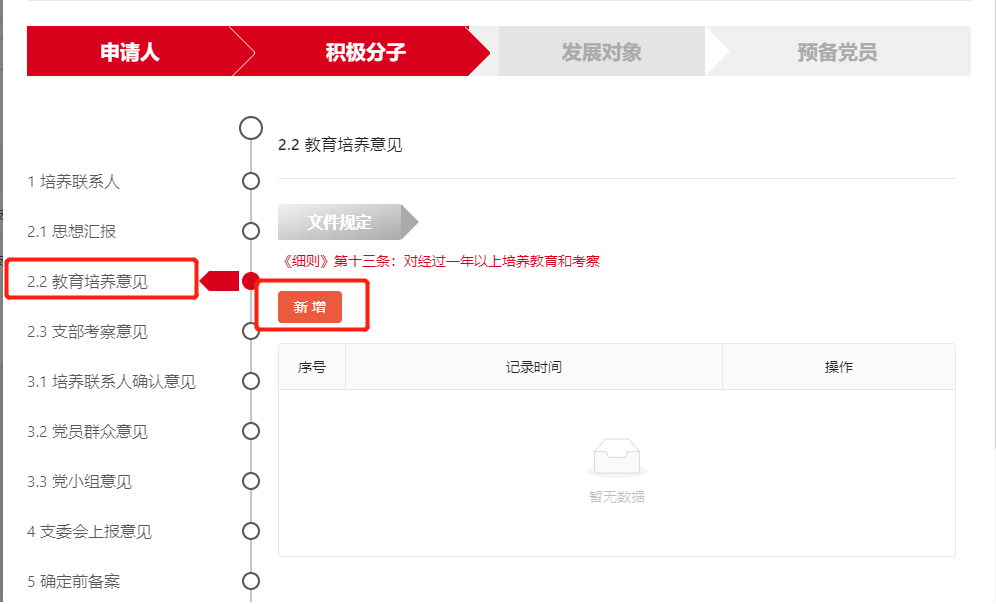 申请人
积极分子
发展对象
预备党员
1 培养联系人
2.1 思想汇报
2.2 教育培养意见
2.3 支部考察意见
3.1 培养联系人确认意见
3.2 党员群众意见
3.3 党小组意见
4 支委会上报意见
5 确定前备案
2.2 教育培养意见
文件规定
《细则》第十三条：对经过一年以上培养教育和考察
新 增
序号 记录时间 操作
暂无数据